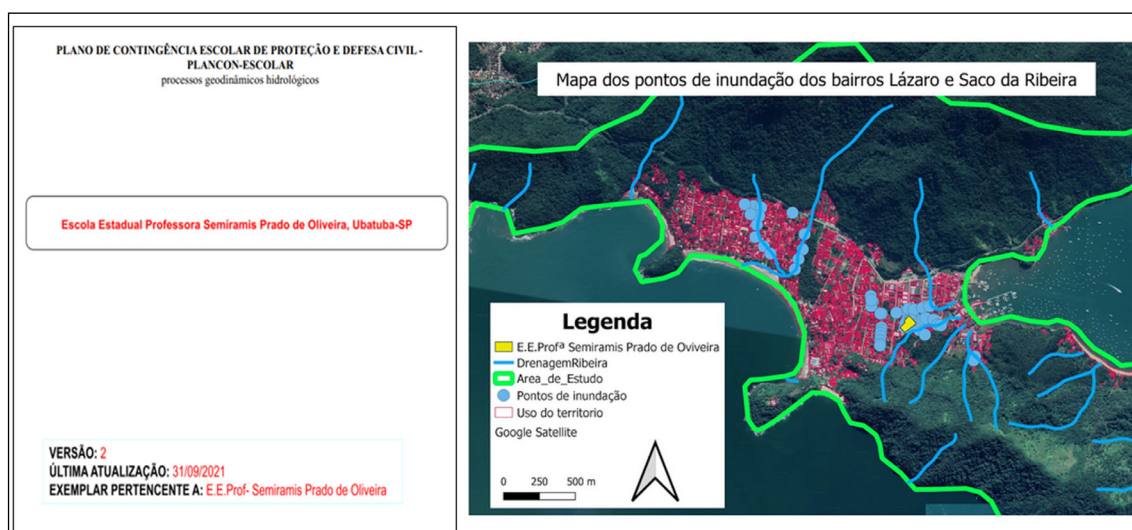 PLANO DE CONTINGÊNCIA ESCOLAR DE PROTEÇÃO E DEFESA CIVIL -
PLANCON-ESCOLAR
processos geodinâmicos hidrológicos
Escola Estadual Professora Semíramis Prado de Oliveira, Ubatuba-SP
VERSÃO: 2
ÚLTIMA ATUALIZAÇÃO: 31/09/2021
EXEMPLAR PERTENCENTE A: E.E.Prof- Semiramis Prado de Oliveira
Mapa dos pontos de inundação dos bairros Lázaro e Saco da Ribeira
Legenda
E.E.Profª Semiramis Prado de Oviveira
DrenagemRibeira
Area_de_Estudo
Pontos de inundação
Uso do territorio
Google Satellite
0 250 500 m